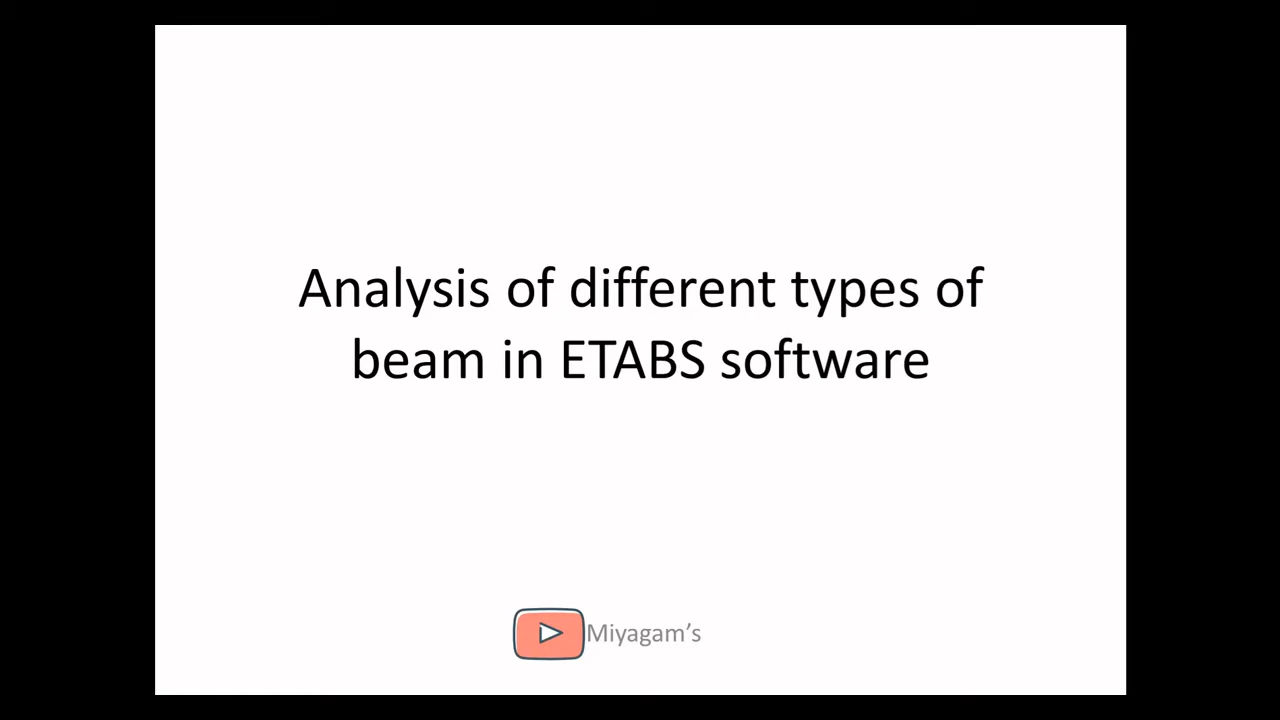 Analysis of different types of
beam in ETABS software
Miyagam’s